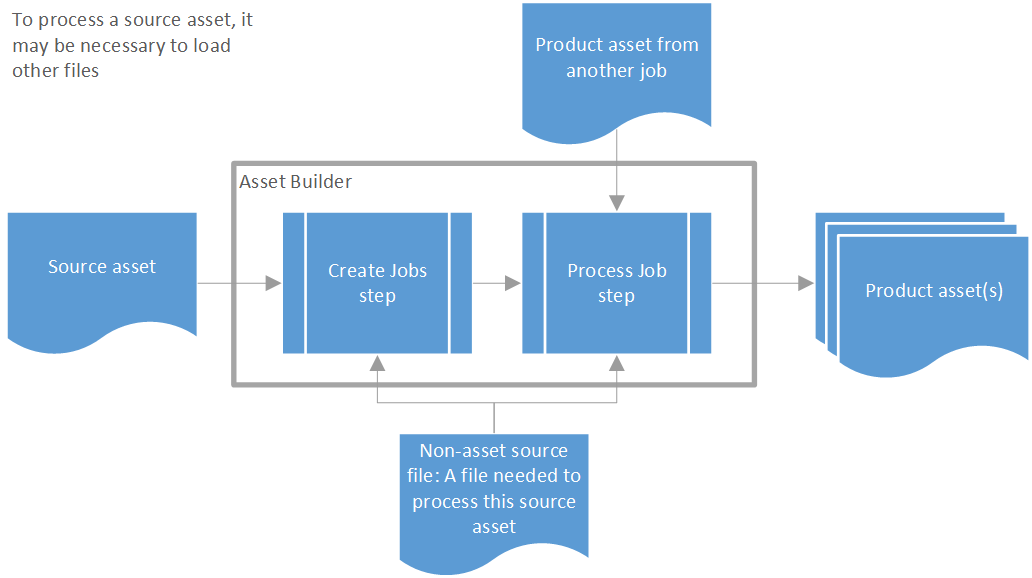 To process a source asset, it
may be necessary to load
other files
Product asset from
another job
Asset Builder
Source asset
Create Jobs
step
Process Job
step
Product asset(s)
Non-asset source
file: A file needed to
process this source
asset